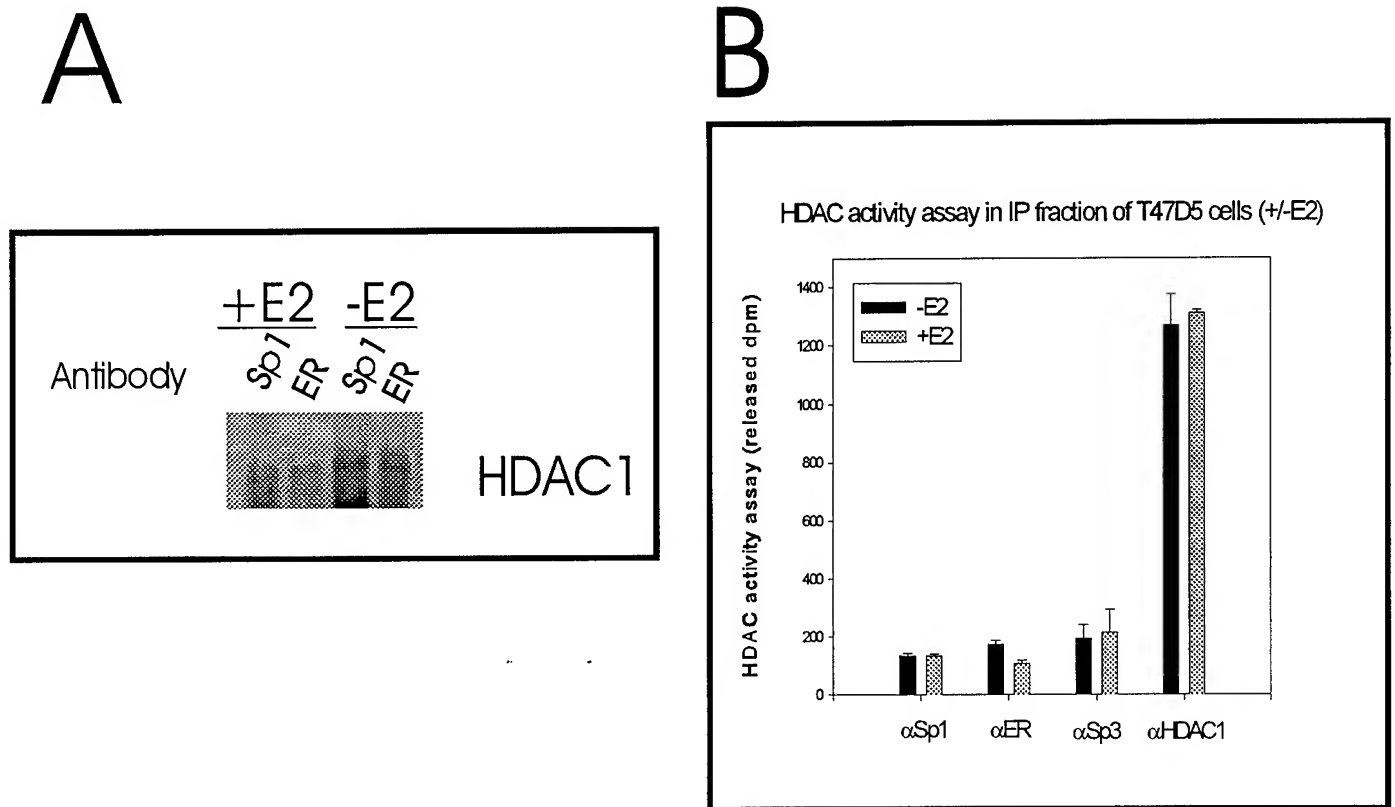 A
+E2 -E2
Antibody Sp1 ER Sp1 ER
HDAC1
B
HDAC activity assay in IP fraction of T47D5 cells (+/-E2)
HDAC activity assay (released dpm)
1400
1200
1000
800
600
400
200
0
-E2
+E2
αSp1 αER αSp3 αHDAC1